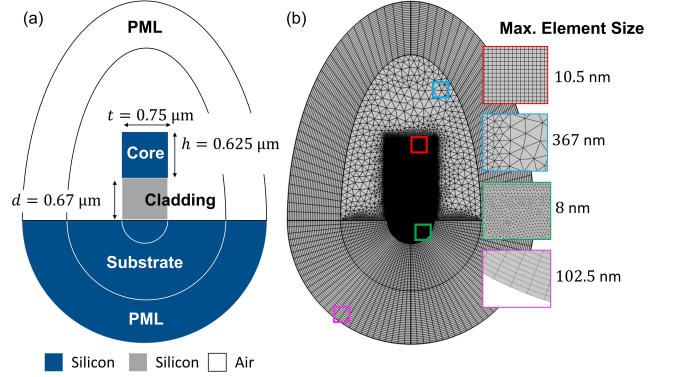 (a)
PML
t = 0.75 μm
Core
h = 0.625 μm
d = 0.67 μm
Cladding
Substrate
PML
Silicon
Silicon
Air
(b)
Max. Element Size
10.5 nm
367 nm
8 nm
102.5 nm